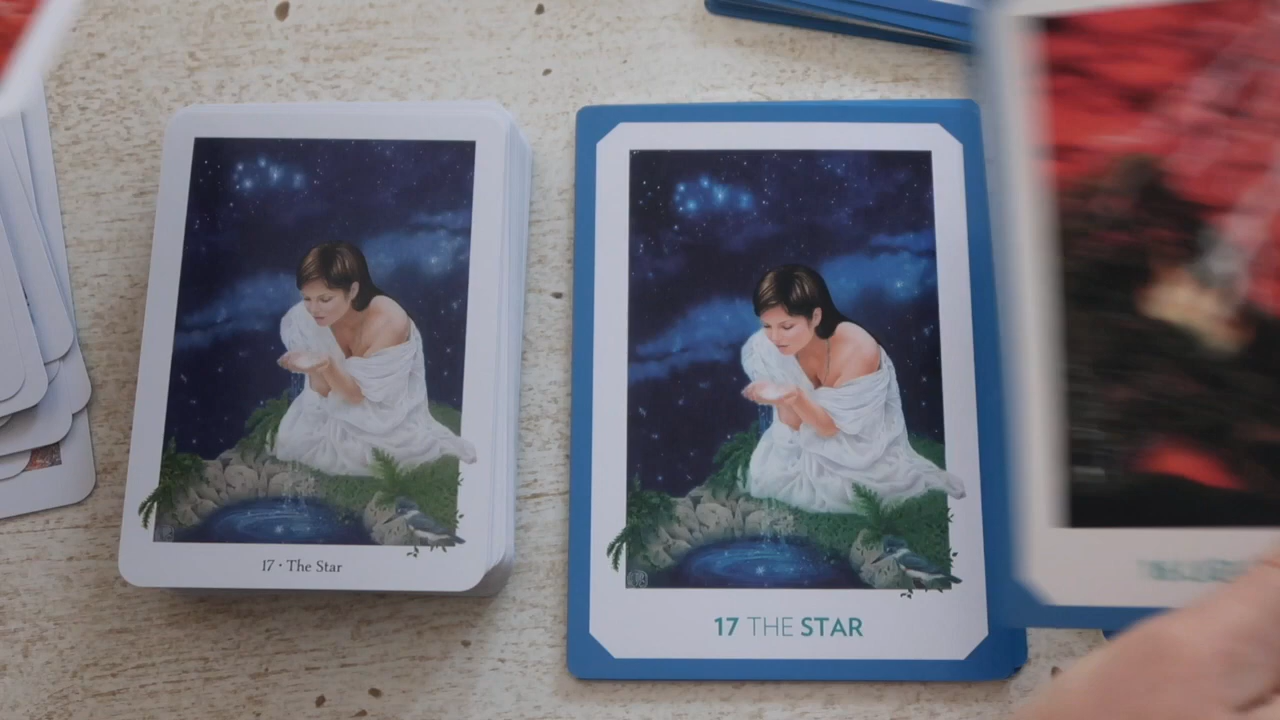 17 • The Star
17 THE STAR